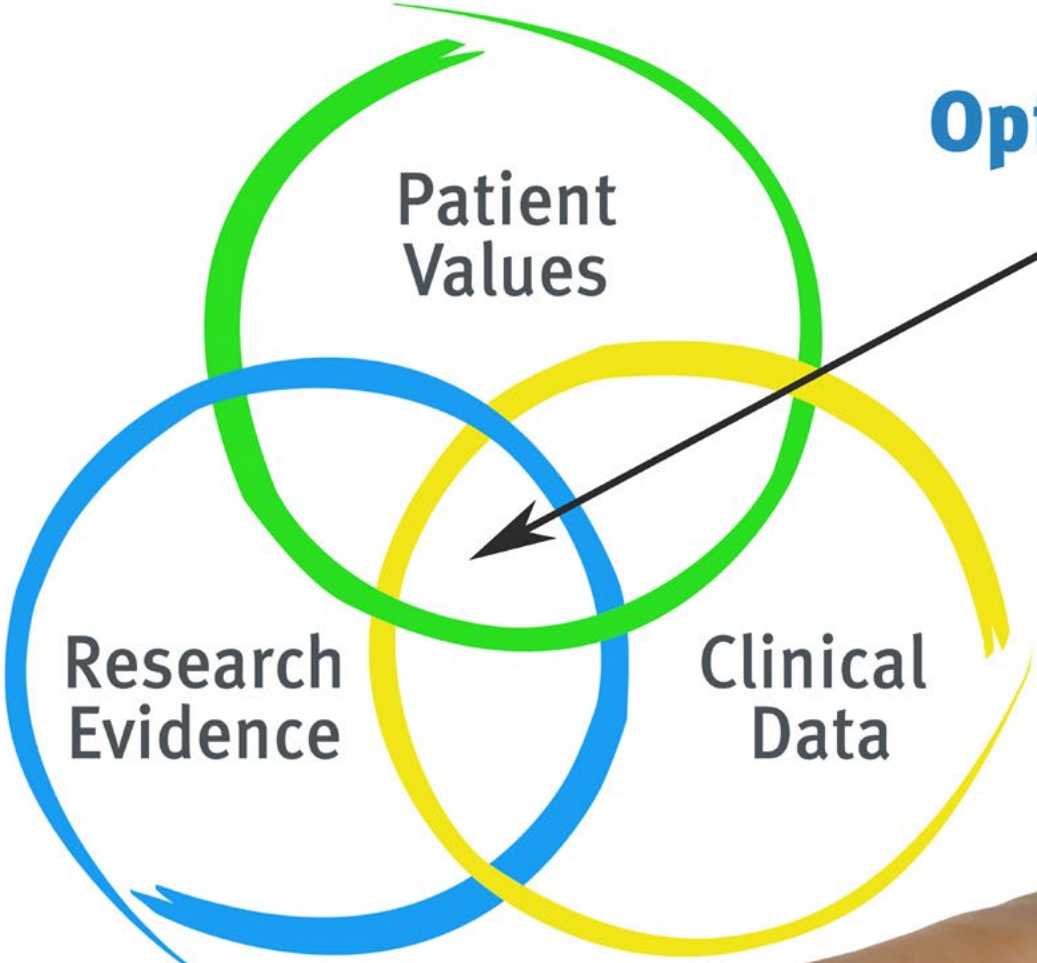 Patient
Values
Research
Evidence
Clinical
Data